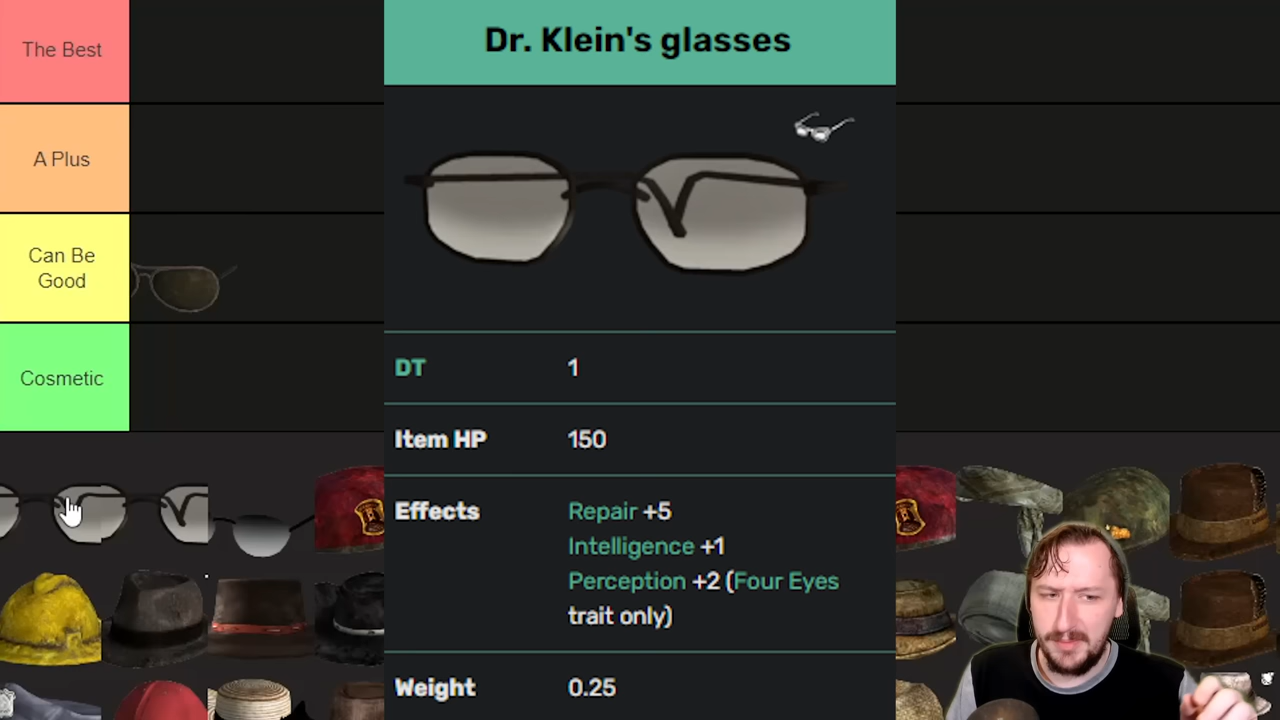 The Best
A Plus
Can Be
Good
Cosmetic
Dr. Klein's glasses
DT 1
Item HP 150
Effects Repair +5
Intelligence +1
Perception +2 (Four Eyes
trait only)
Weight 0.25